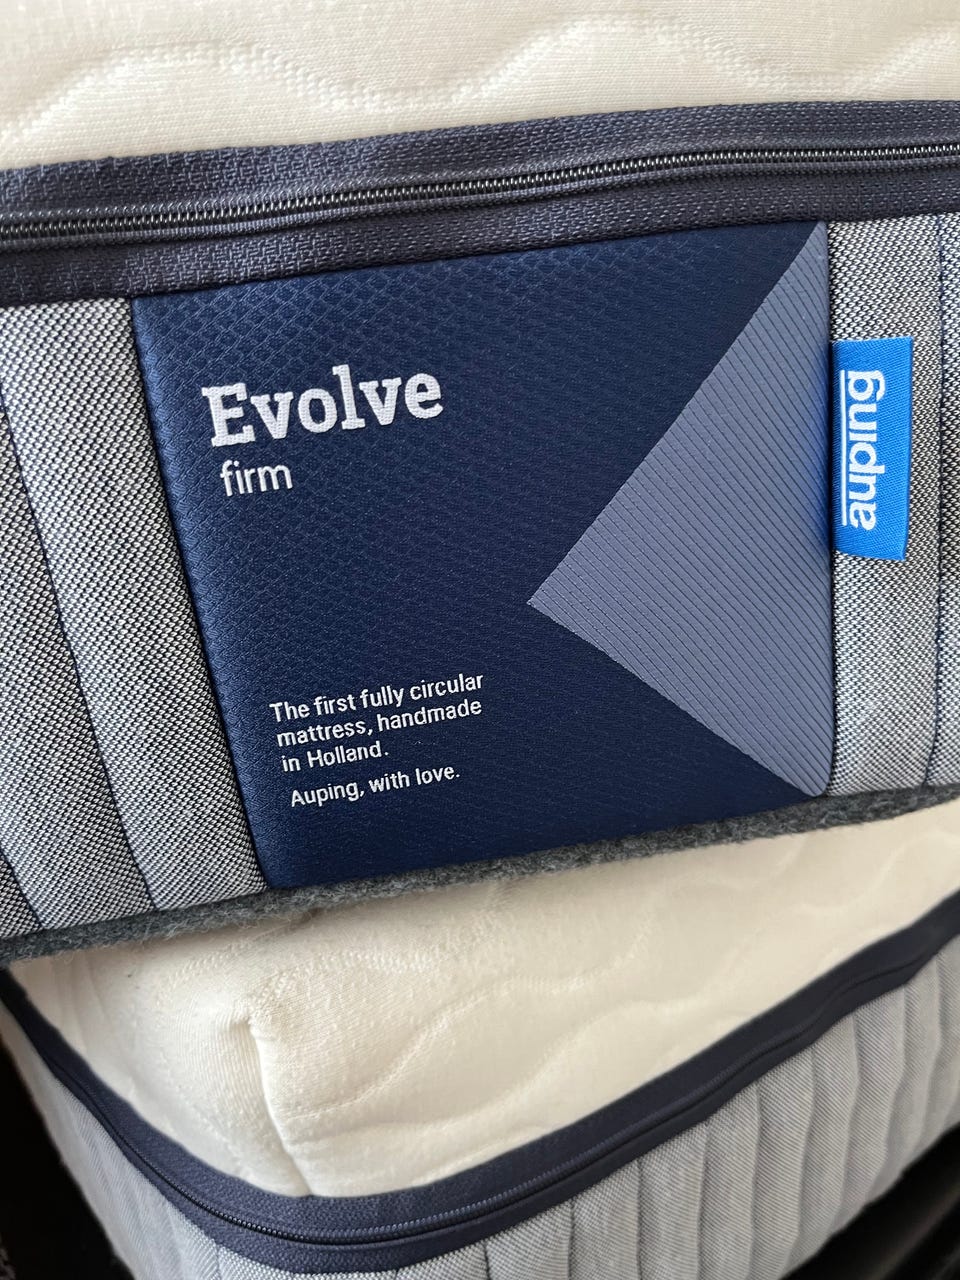 Evolve
firm
auping
The first fully circular
mattress, handmade
in Holland.
Auping, with love.